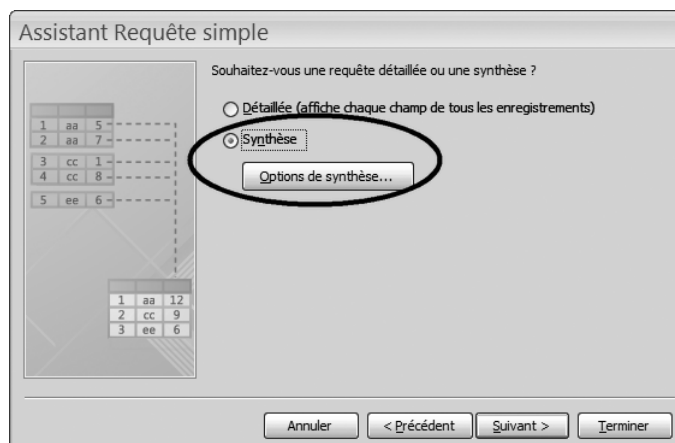 Assistant Requête simple
Souhaitez-vous une requête détaillée ou une synthèse ?
Détaillée (affiche chaque champ de tous les enregistrements)
Synthèse
Options de synthèse...
1 aa 5
2 aa 7
3 cc 1
4 cc 8
5 ee 6
1 aa 12
2 cc 9
3 ee 6
Annuler
< Précédent
Suivant >
Terminer